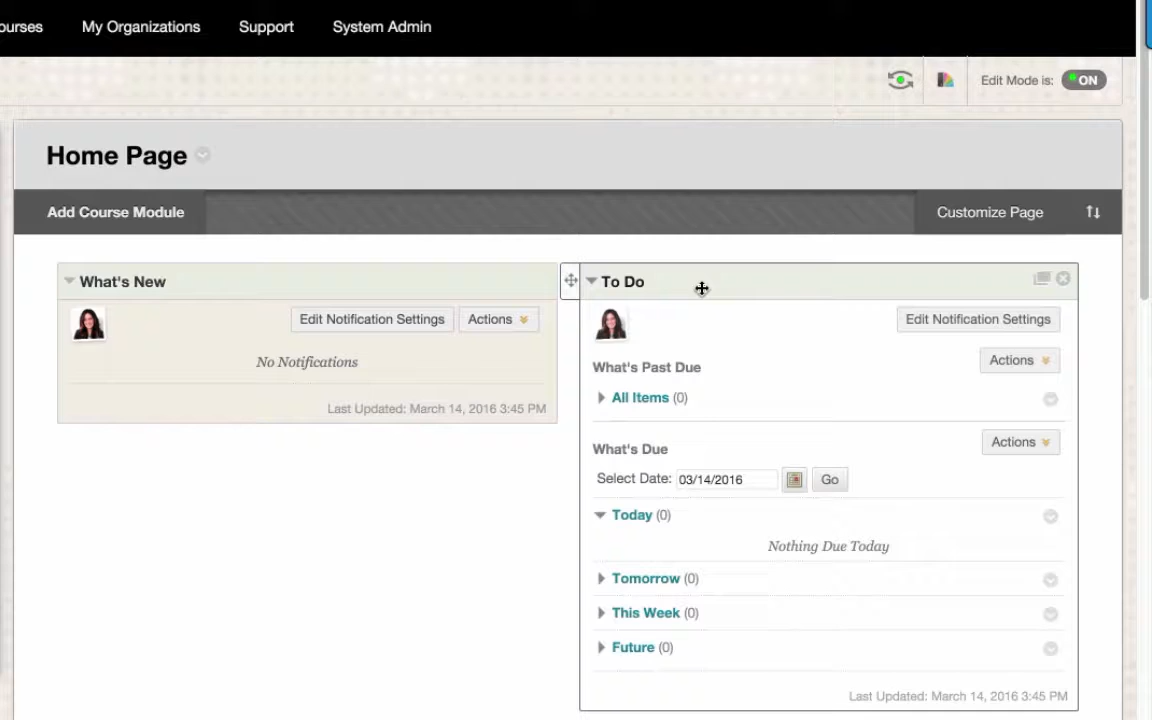 ourses My Organizations Support System Admin
Edit Mode is: ON
Home Page
Add Course Module Customize Page
What's New
Edit Notification Settings Actions
No Notifications
Last Updated: March 14, 2016 3:45 PM
To Do
Edit Notification Settings
What's Past Due Actions
All Items (0)
What's Due Actions
Select Date: 03/14/2016 Go
Today (0)
Nothing Due Today
Tomorrow (0)
This Week (0)
Future (0)
Last Updated: March 14, 2016 3:45 PM